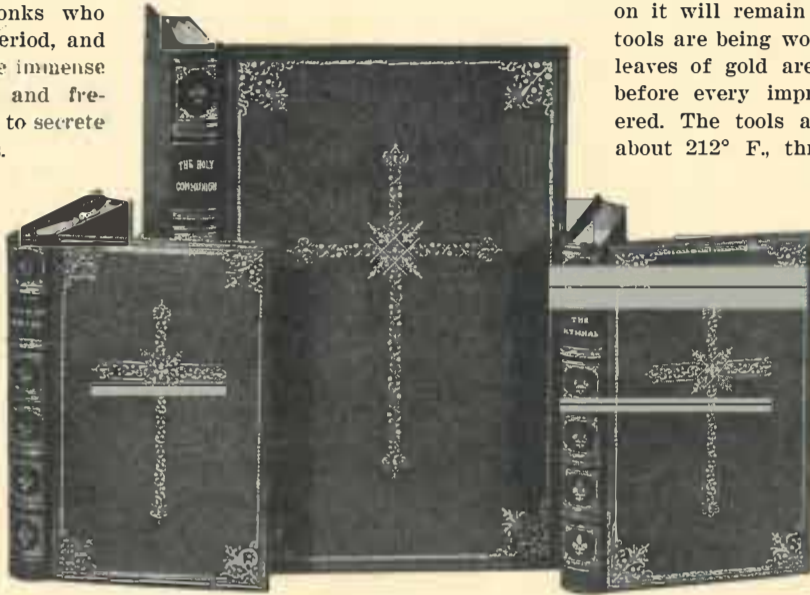 onks who
eriod, and
e immense
and fre-
to secrete
s.
on it will remain
tools are being wo
leaves of gold are
before every impr
ered. The tools a
about 212° F., thr
THE HOLY
COMMUNION
THE
HYMNAL